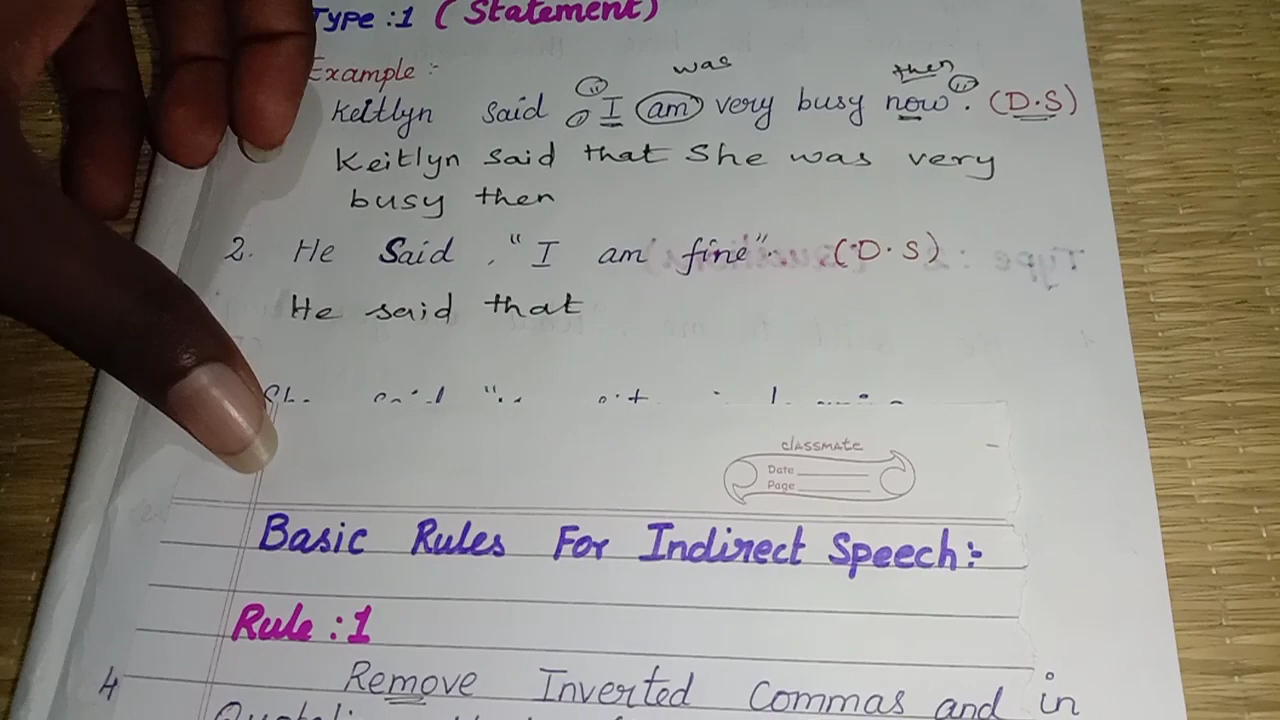 Type :1 (Statement)
Example :-
was then
Keitlyn said I am very busy now. (D.S)
Keitlyn said that She was very
busy then
2. He Said, "I am fine". (D.S)
He said that
classmate
Date
Page
Basic Rules For Indirect Speech:-
Rule :1
4 Remove Inverted Commas and in